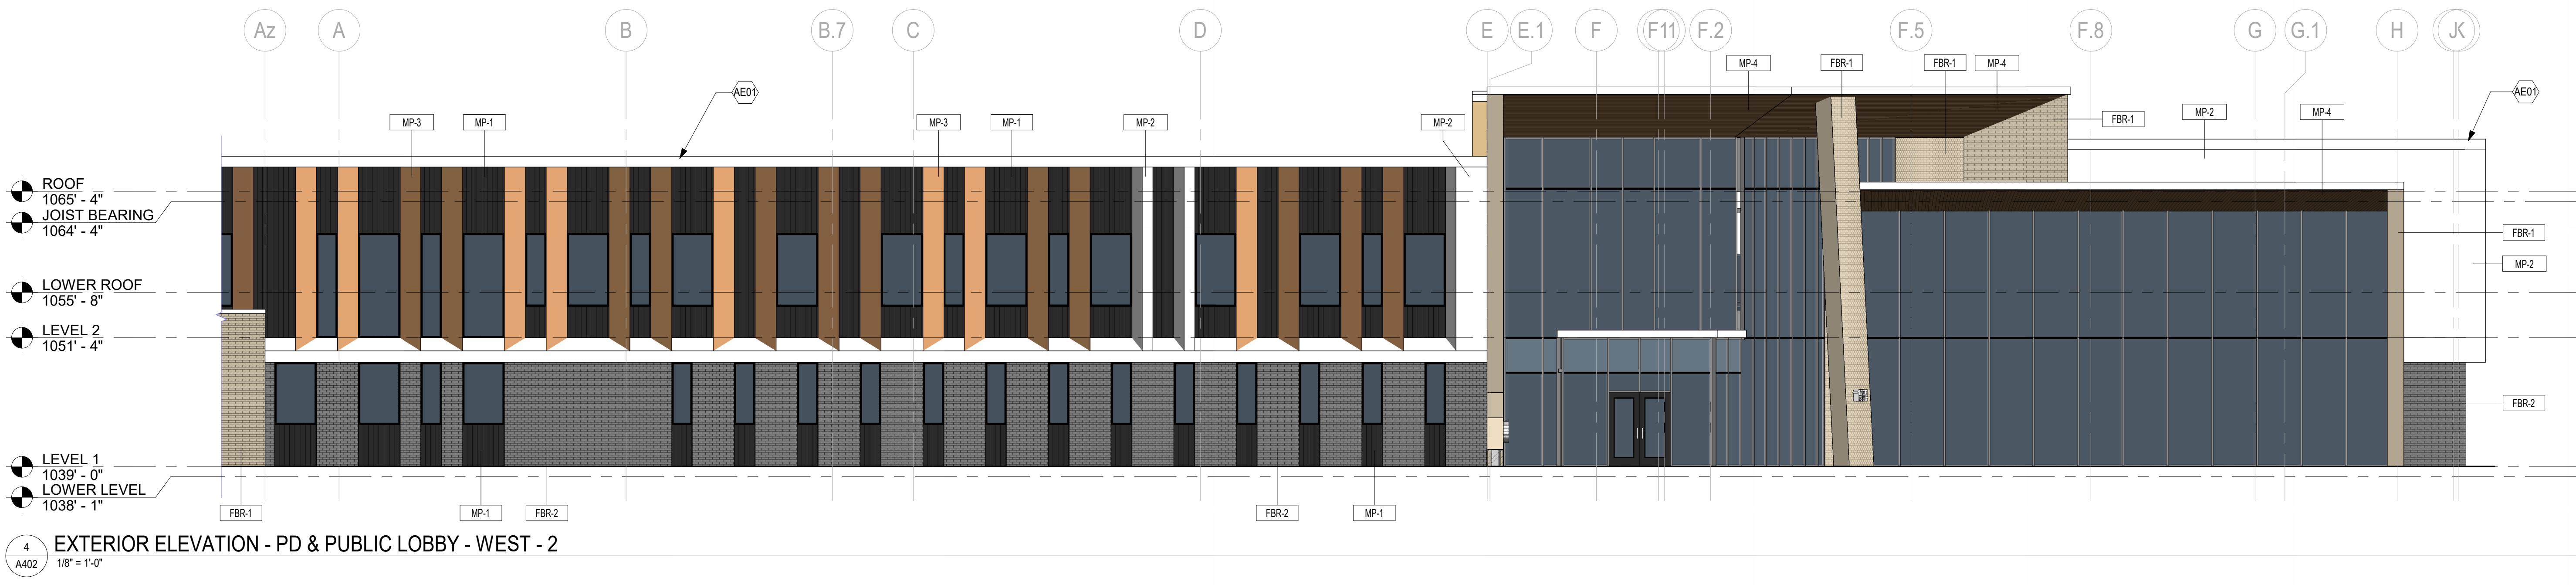 Az A B B.7 C D E E.1 F F.2 F.5 F.8 G G.1 H
MP-4 FBR-1 FBR-1 MP-4
AE01 AE01
MP-3 MP-1 MP-3 MP-1 MP-2 MP-2 FBR-1 MP-2 MP-4
ROOF
1065' - 4"
JOIST BEARING
1064' - 4"
FBR-1
MP-2
LOWER ROOF
1055' - 8"
LEVEL 2
1051' - 4"
FBR-2
LEVEL 1
1039' - 0"
LOWER LEVEL
1038' - 1"
FBR-1 MP-1 FBR-2 FBR-2 MP-1
4
A402
EXTERIOR ELEVATION - PD & PUBLIC LOBBY - WEST - 2
1/8" = 1'-0"